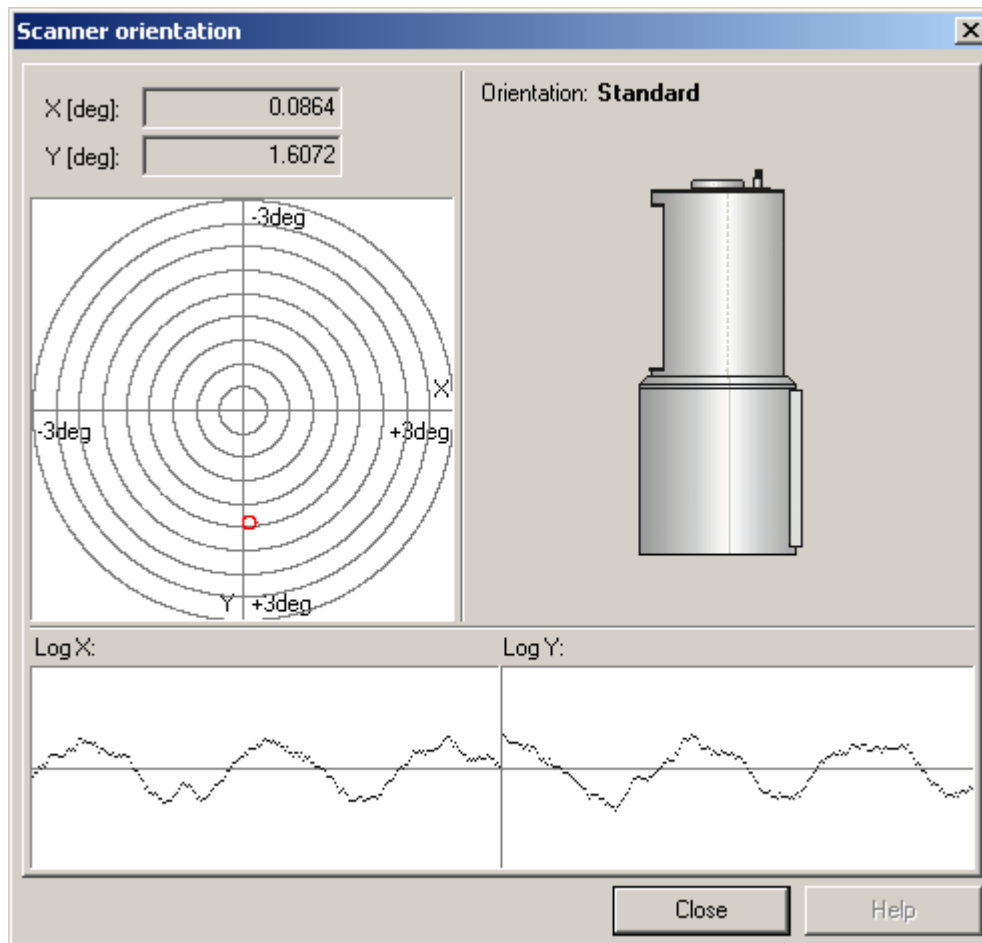 Scanner orientation
X [deg]: 0.0864
Y [deg]: 1.6072
Orientation: Standard
-3deg
X
-3deg
+3deg
Y +3deg
Log X:
Log Y:
Close
Help